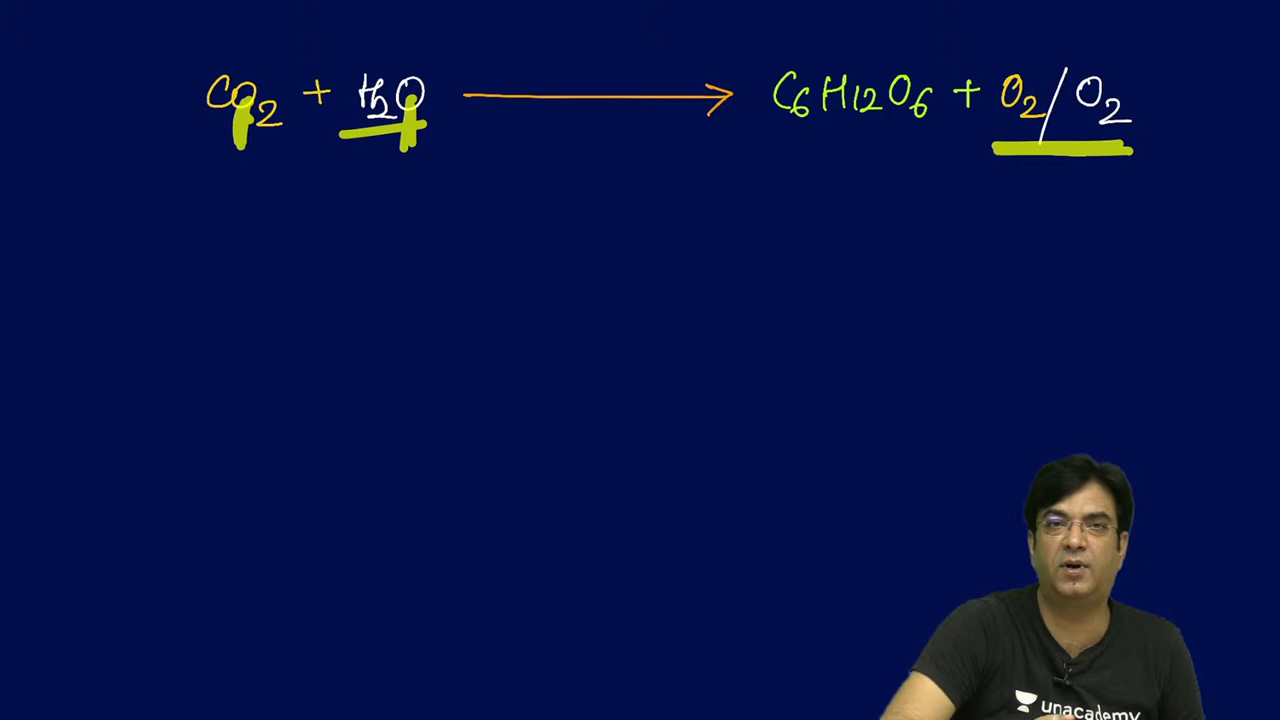 CO2 + H2O → C6H12O6 + O2/O2
unacademy